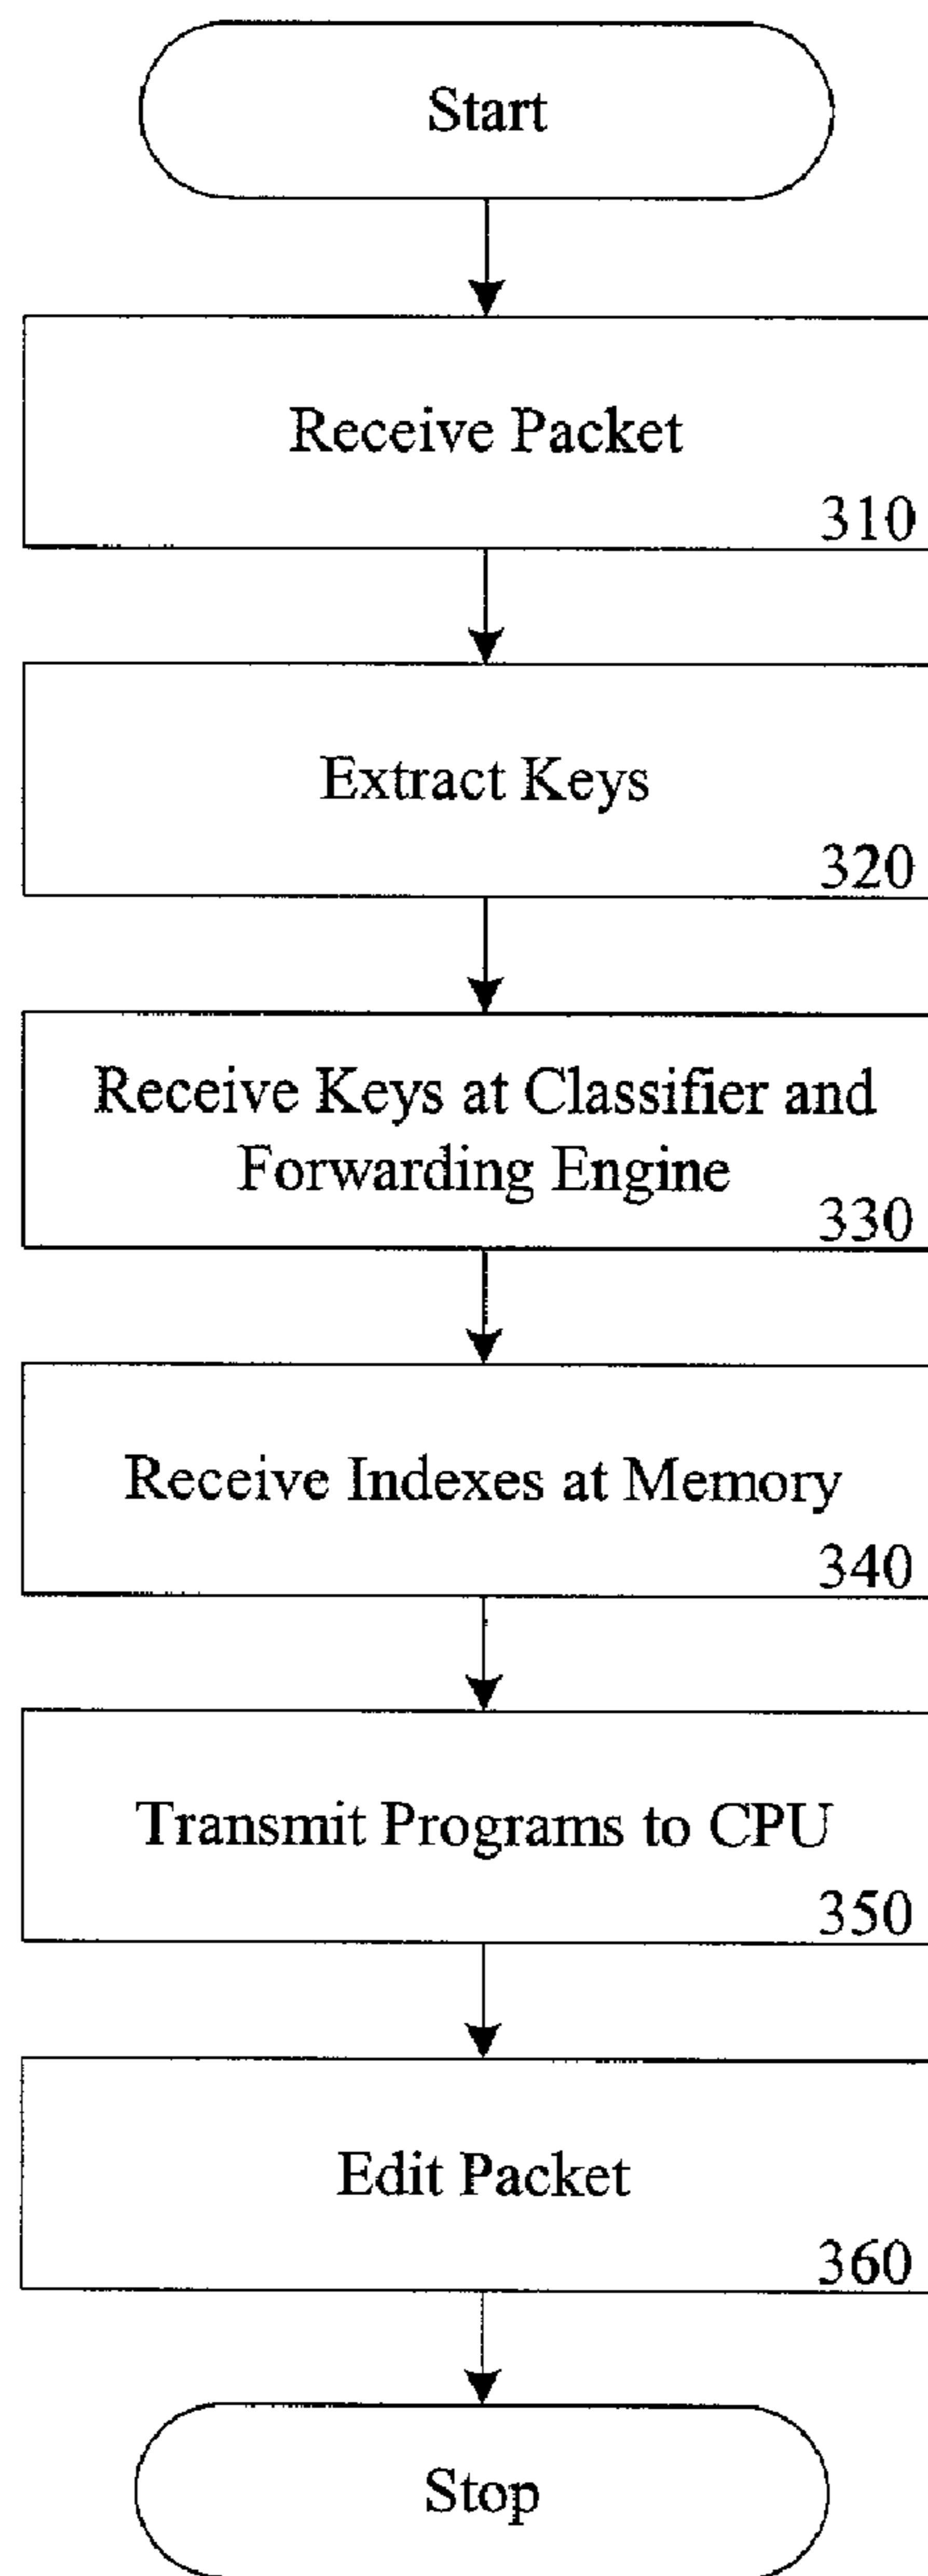 Start
Receive Packet
310
Extract Keys
320
Receive Keys at Classifier and
Forwarding Engine
330
Receive Indexes at Memory
340
Transmit Programs to CPU
350
Edit Packet
360
Stop